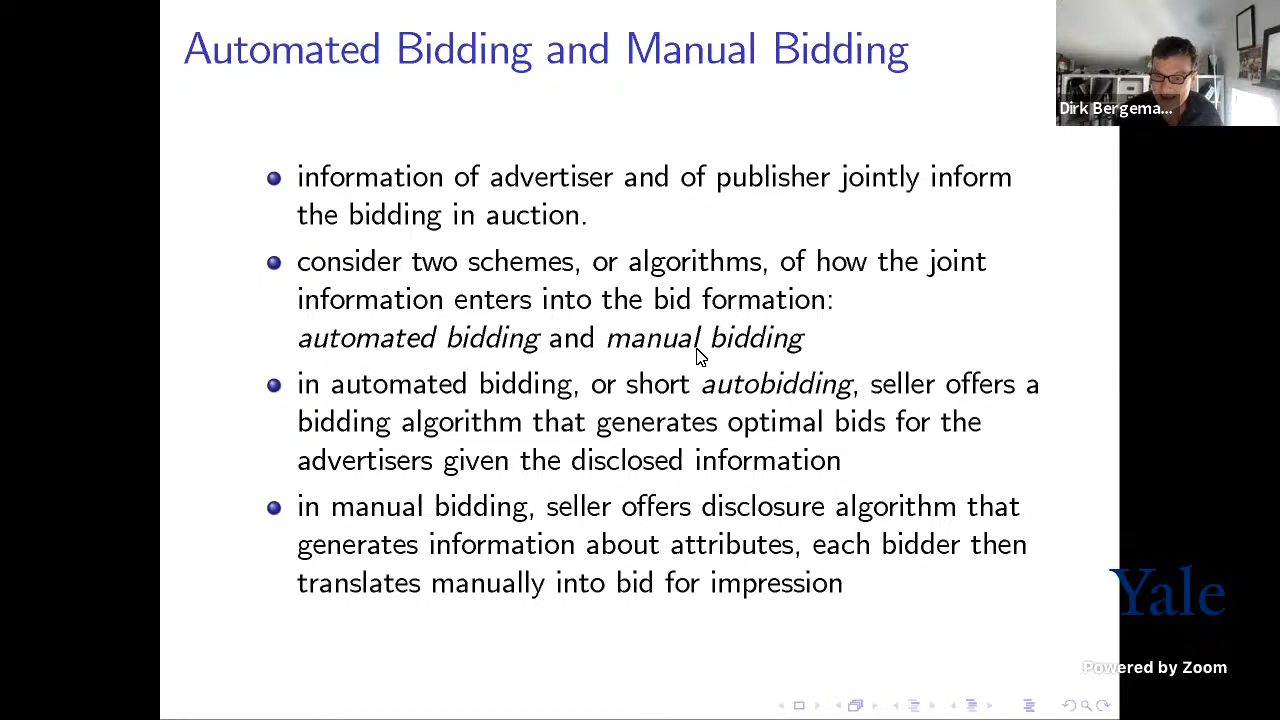 Automated Bidding and Manual Bidding
Dirk Bergema...
information of advertiser and of publisher jointly inform
the bidding in auction.
consider two schemes, or algorithms, of how the joint
information enters into the bid formation:
automated bidding and manual bidding
in automated bidding, or short autobidding, seller offers a
bidding algorithm that generates optimal bids for the
advertisers given the disclosed information
in manual bidding, seller offers disclosure algorithm that
generates information about attributes, each bidder then
translates manually into bid for impression
Yale
Powered by Zoom